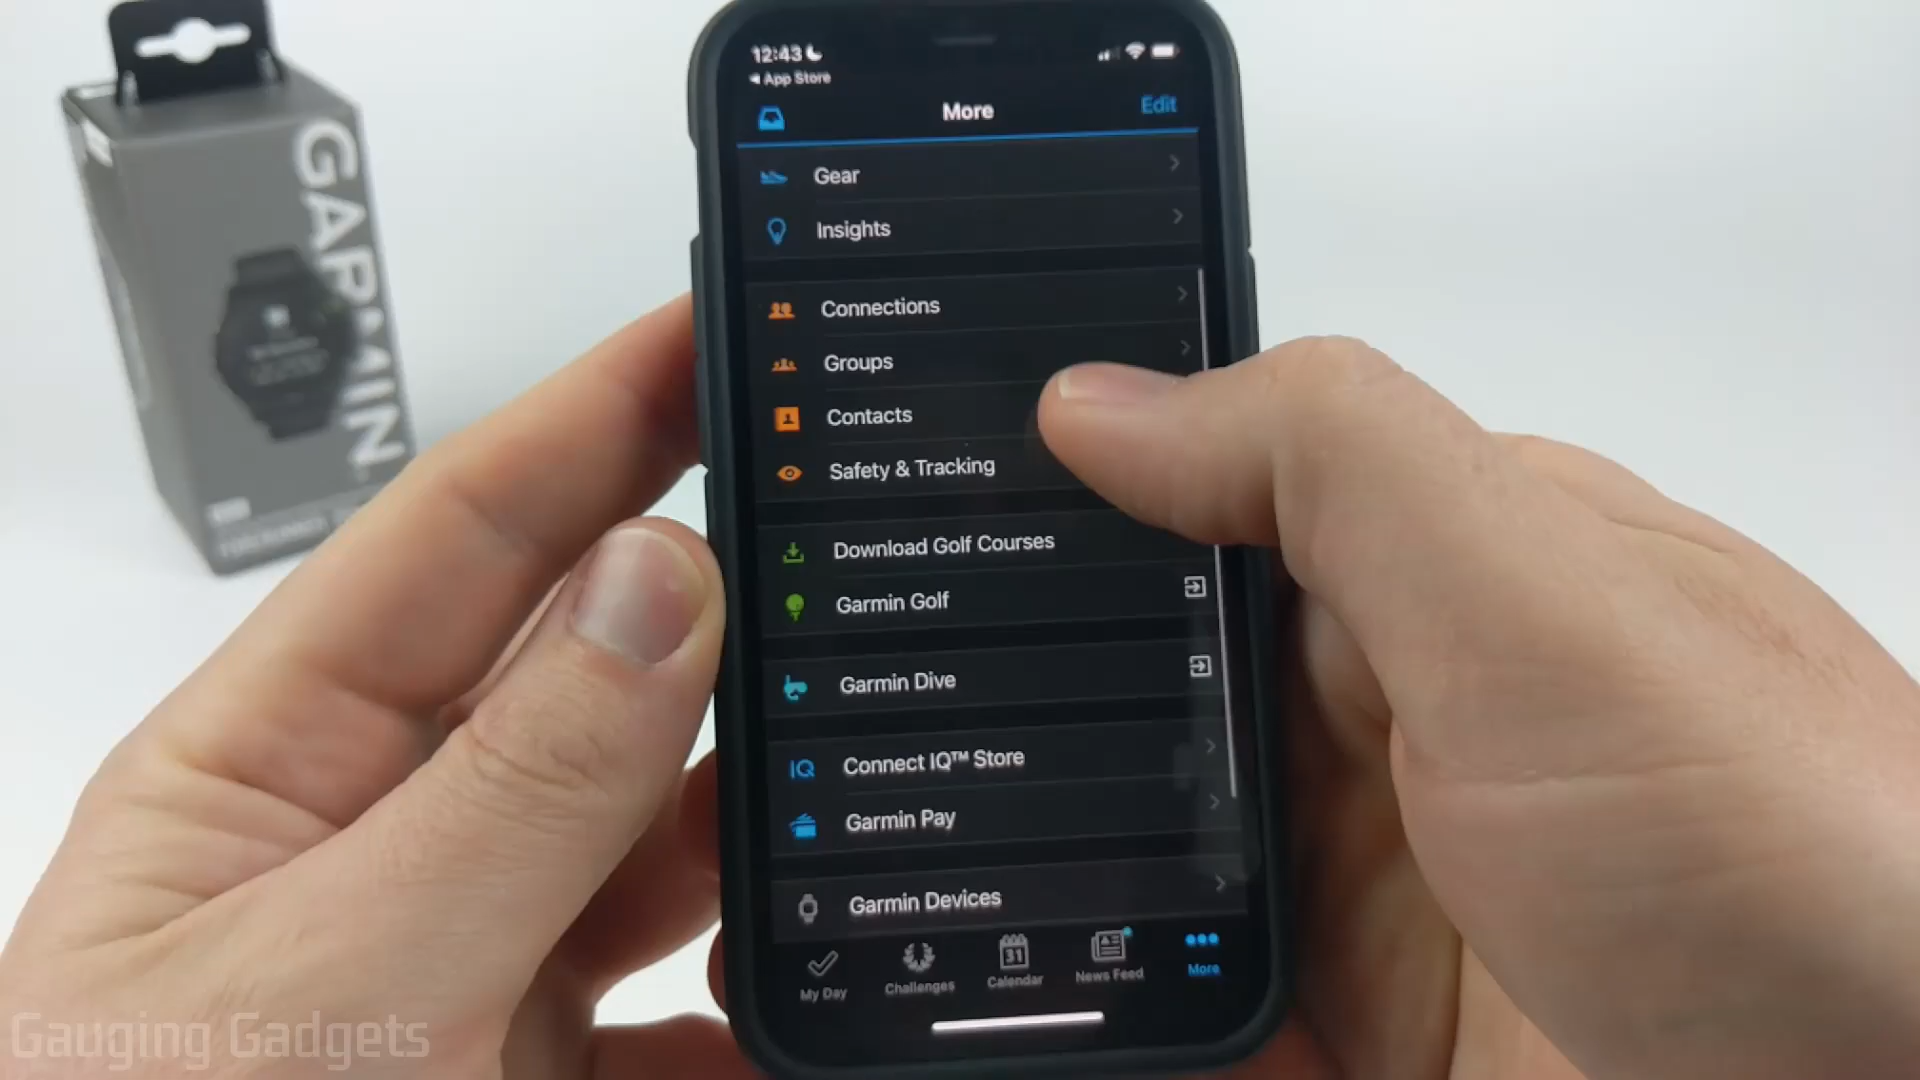 GARMIN
12:43
App Store
More
Edit
Gear
Insights
Connections
Groups
Contacts
Safety & Tracking
Download Golf Courses
Garmin Golf
Garmin Dive
IQ Connect IQ™ Store
Garmin Pay
Garmin Devices
31
My Day
Challenges
Calendar
News Feed
More
Gauging Gadgets